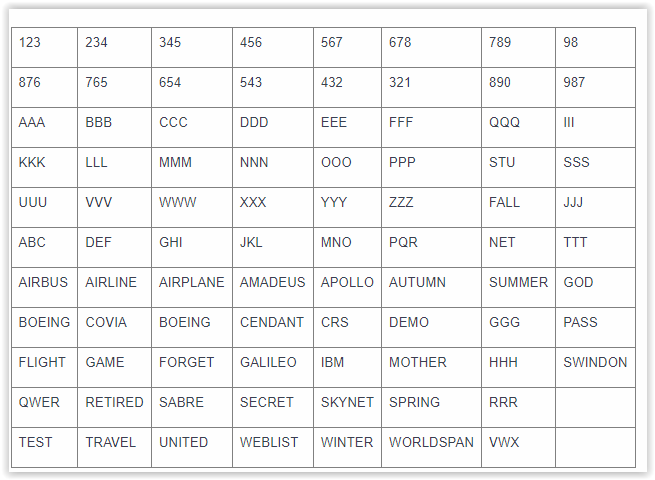 123 234 345 456 567 678 789 98
876 765 654 543 432 321 890 987
AAA BBB CCC DDD EEE FFF QQQ III
KKK LLL MMM NNN OOO PPP STU SSS
UUU VVV WWW XXX YYY ZZZ FALL JJJ
ABC DEF GHI JKL MNO PQR NET TTT
AIRBUS AIRLINE AIRPLANE AMADEUS APOLLO AUTUMN SUMMER GOD
BOEING COVIA BOEING CENDANT CRS DEMO GGG PASS
FLIGHT GAME FORGET GALILEO IBM MOTHER HHH SWINDON
QWER RETIRED SABRE SECRET SKYNET SPRING RRR
TEST TRAVEL UNITED WEBLIST WINTER WORLDSPAN VWX